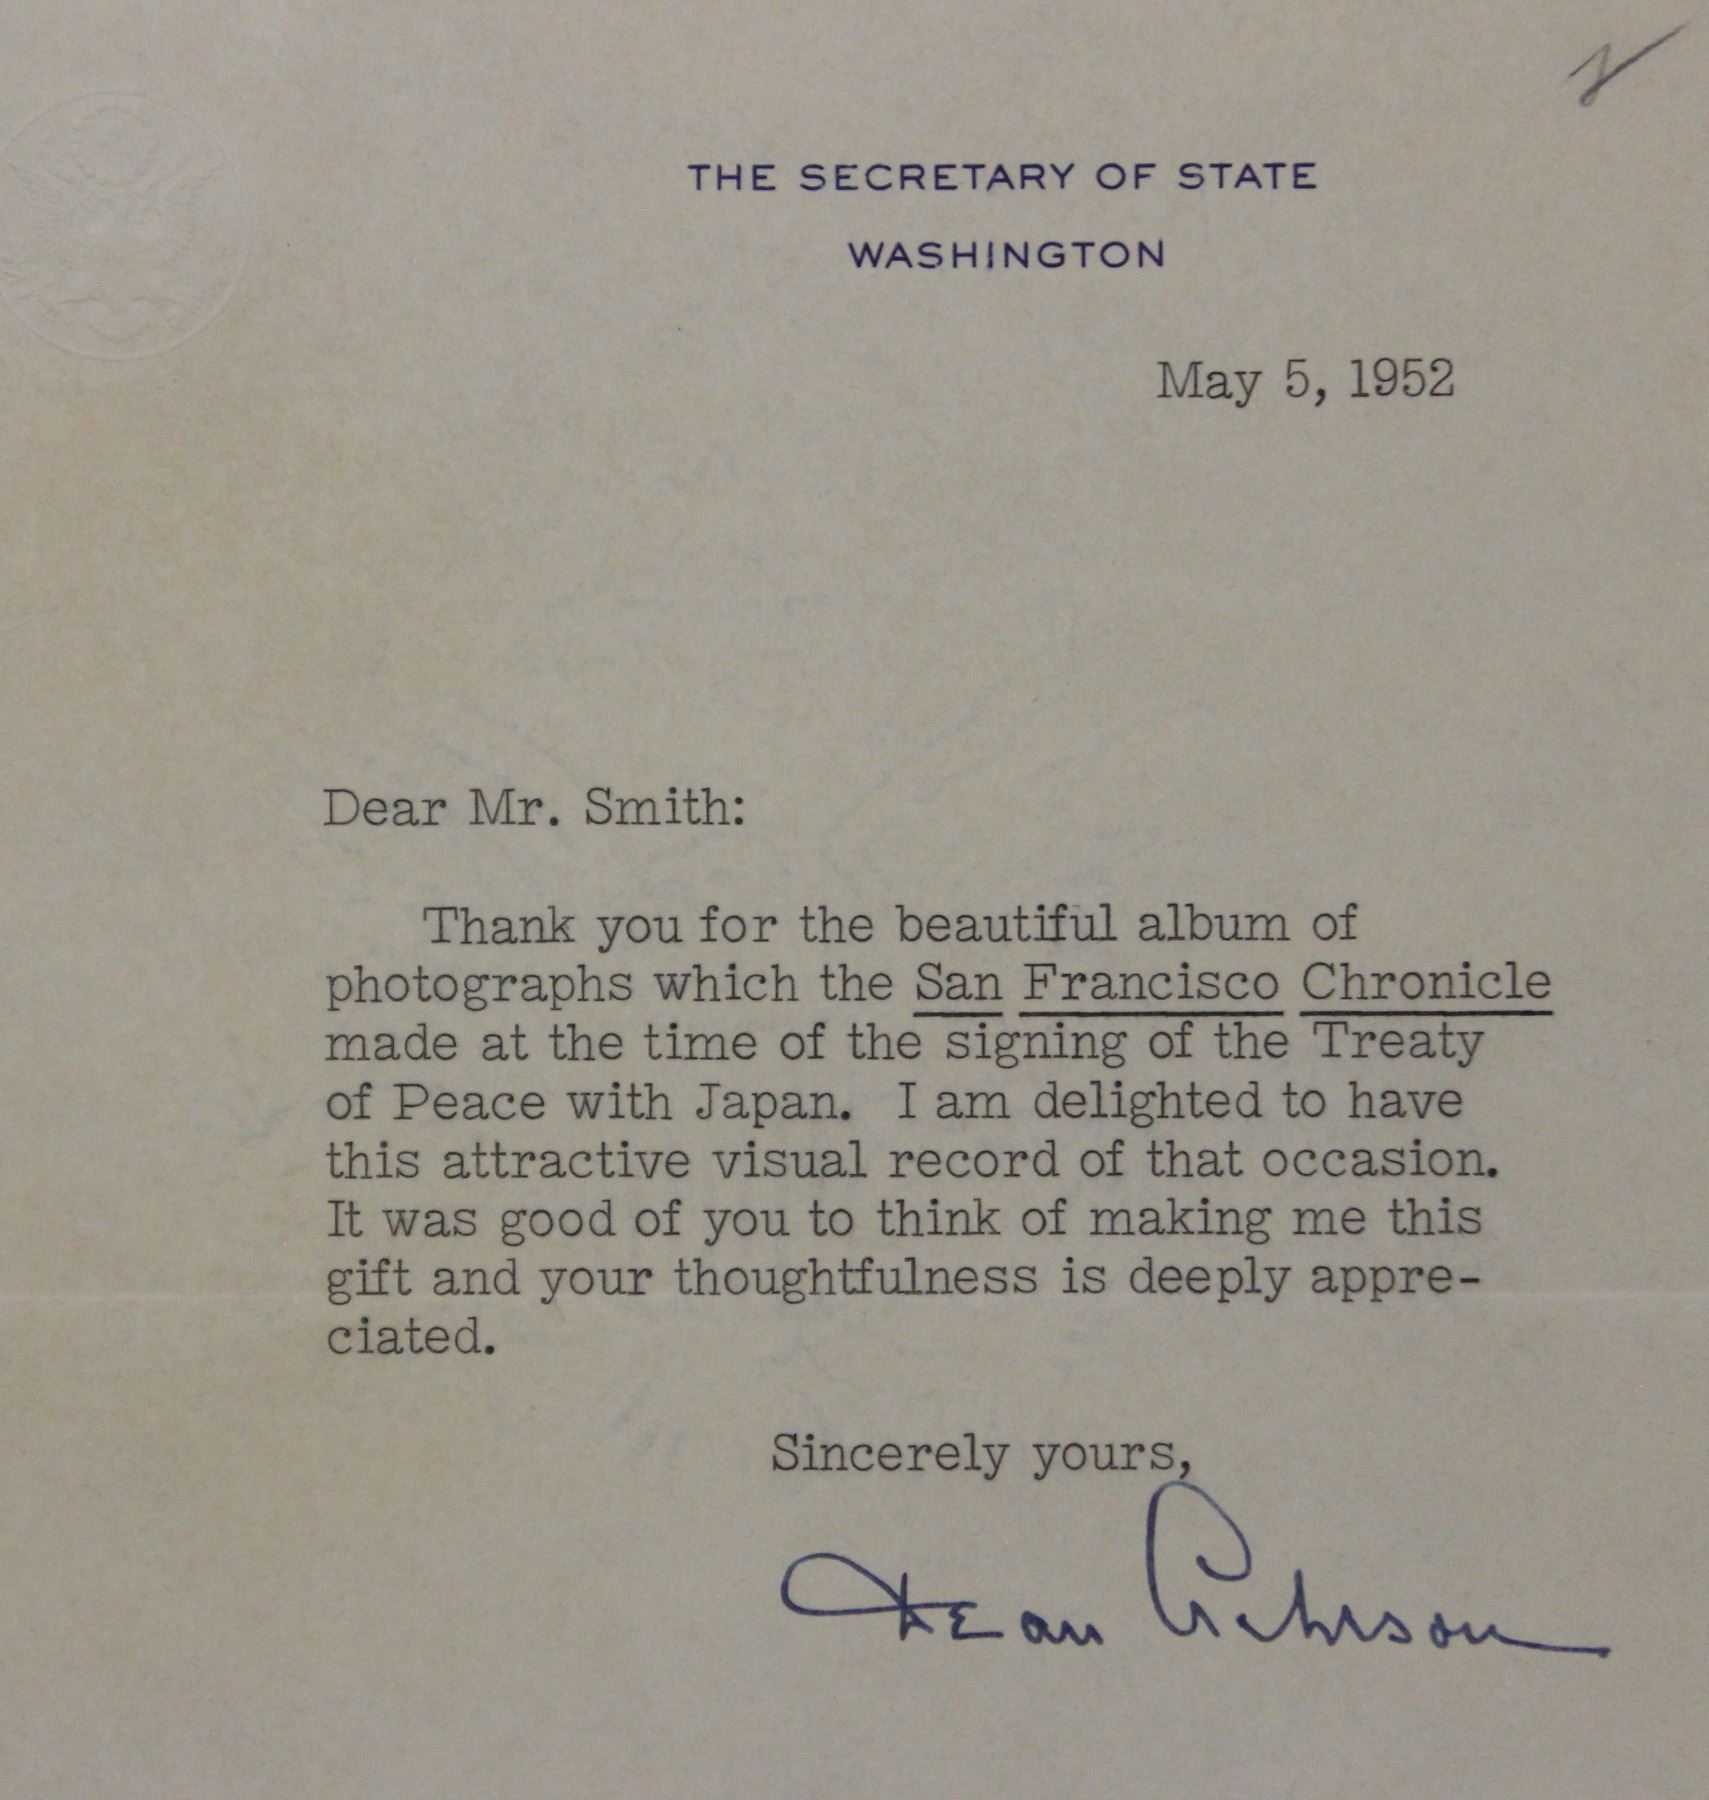 THE SECRETARY OF STATE
WASHINGTON
May 5, 1952
Dear Mr. Smith:
Thank you for the beautiful album of
photographs which the San Francisco Chronicle
made at the time of the signing of the Treaty
of Peace with Japan. I am delighted to have
this attractive visual record of that occasion.
It was good of you to think of making me this
gift and your thoughtfulness is deeply appre-
ciated.
Sincerely yours,
Dean Acheson